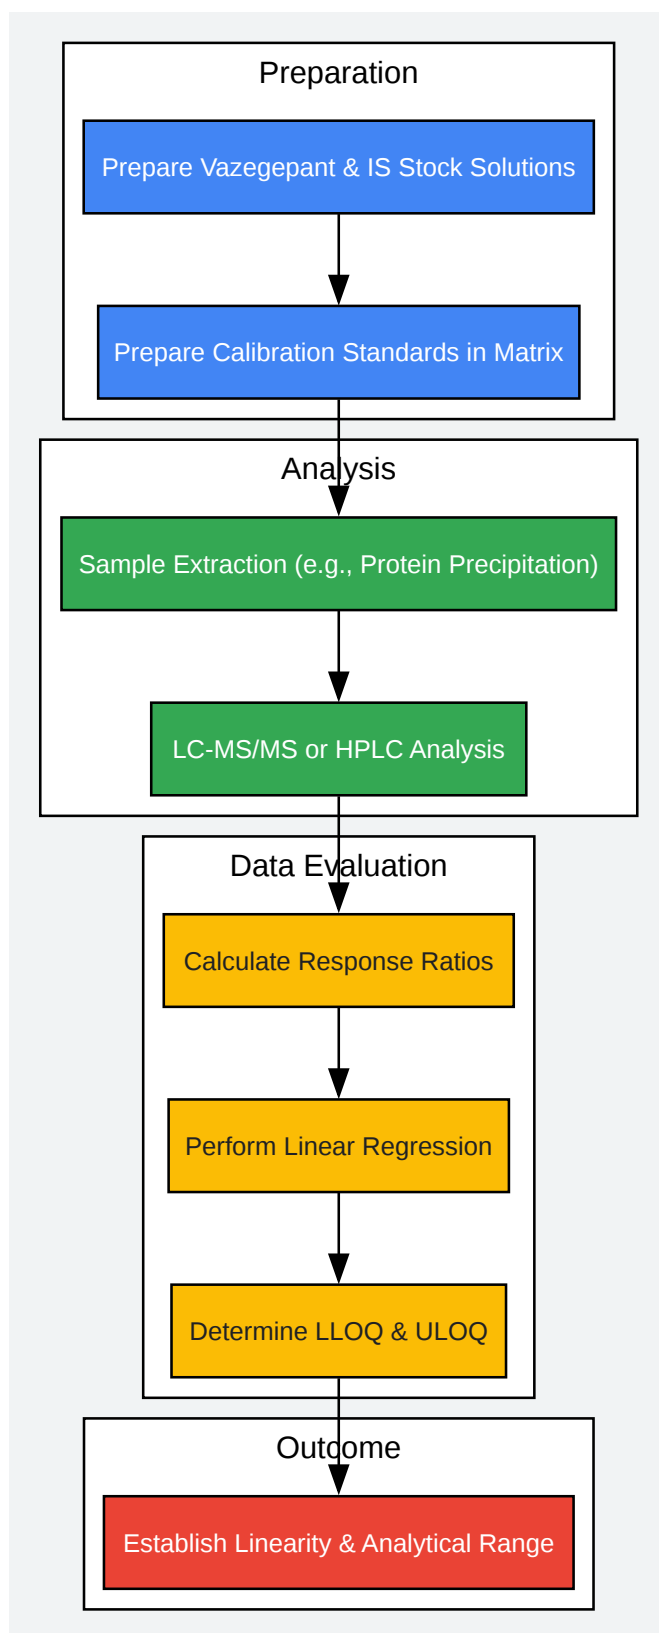 Preparation
Prepare Vazegepant & IS Stock Solutions
Prepare Calibration Standards in Matrix
Analysis
Sample Extraction (e.g., Protein Precipitation)
LC-MS/MS or HPLC Analysis
Data Evaluation
Calculate Response Ratios
Perform Linear Regression
Determine LLOQ & ULOQ
Outcome
Establish Linearity & Analytical Range